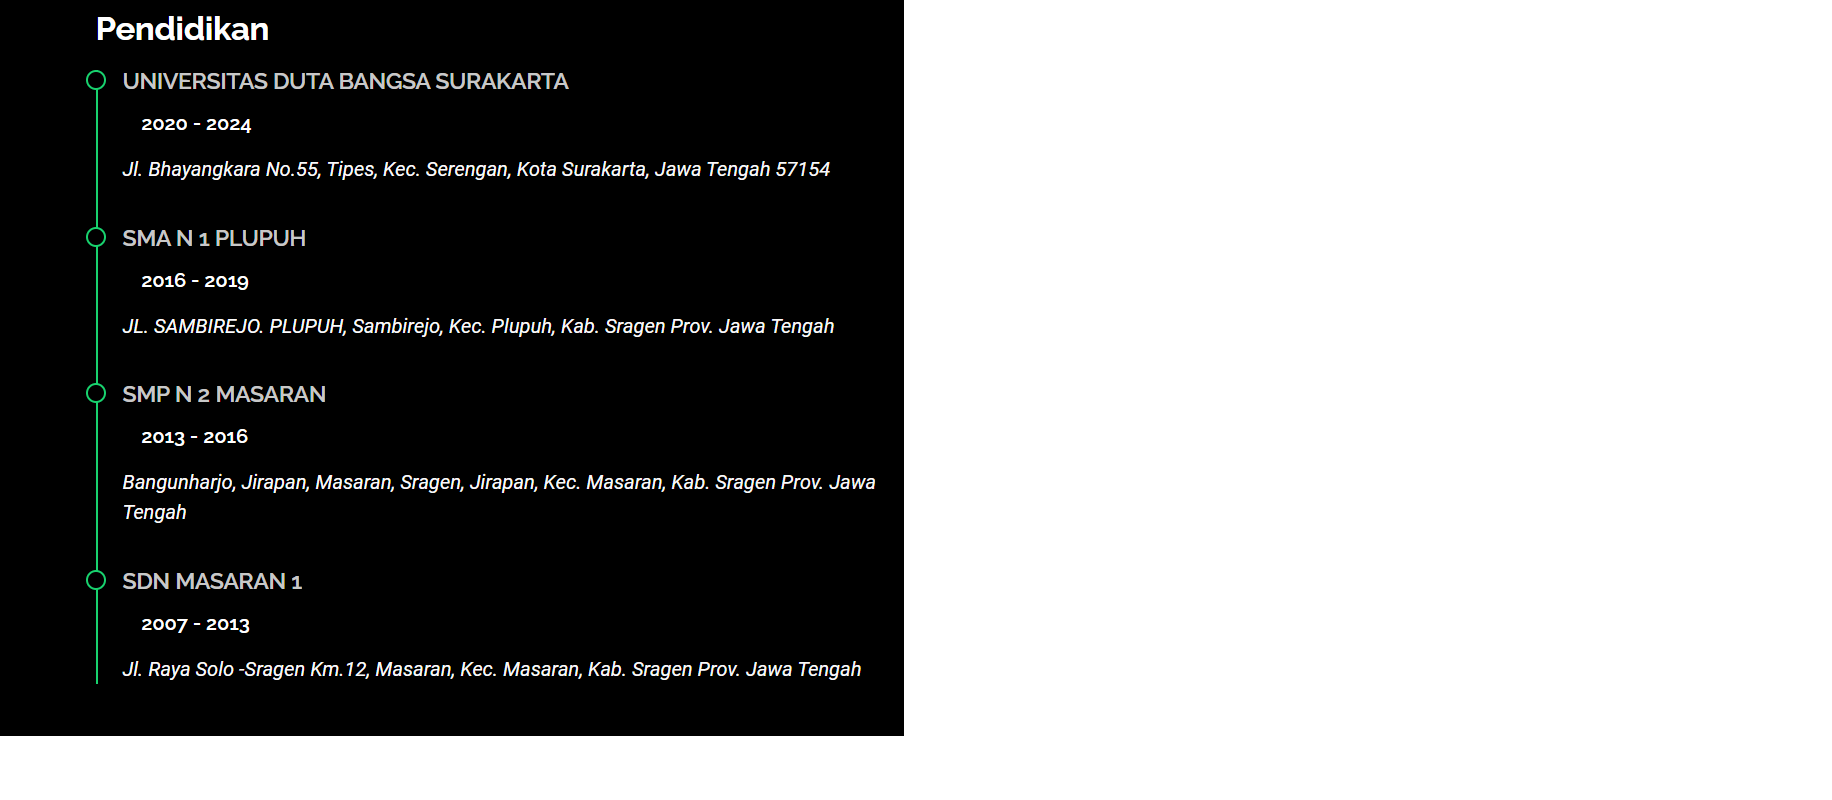 Pendidikan
UNIVERSITAS DUTA BANGSA SURAKARTA
2020 - 2024
Jl. Bhayangkara No.55, Tipes, Kec. Serengan, Kota Surakarta, Jawa Tengah 57154
SMA N 1 PLUPUH
2016 - 2019
JL. SAMBIREJO. PLUPUH, Sambirejo, Kec. Plupuh, Kab. Sragen Prov. Jawa Tengah
SMP N 2 MASARAN
2013 - 2016
Bangunharjo, Jirapan, Masaran, Sragen, Jirapan, Kec. Masaran, Kab. Sragen Prov. Jawa
Tengah
SDN MASARAN 1
2007 - 2013
Jl. Raya Solo -Sragen Km.12, Masaran, Kec. Masaran, Kab. Sragen Prov. Jawa Tengah